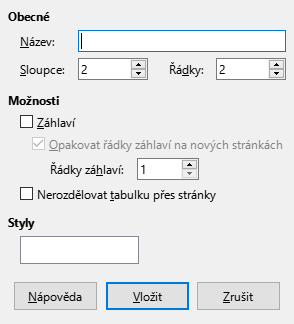 Obecné
Název:
Sloupce: 2 Řádky: 2
Možnosti
Záhlaví
Opakovat řádky záhlaví na nových stránkách
Řádky záhlaví: 1
Nerozdělovat tabulku přes stránky
Styly
Nápověda Vložit Zrušit